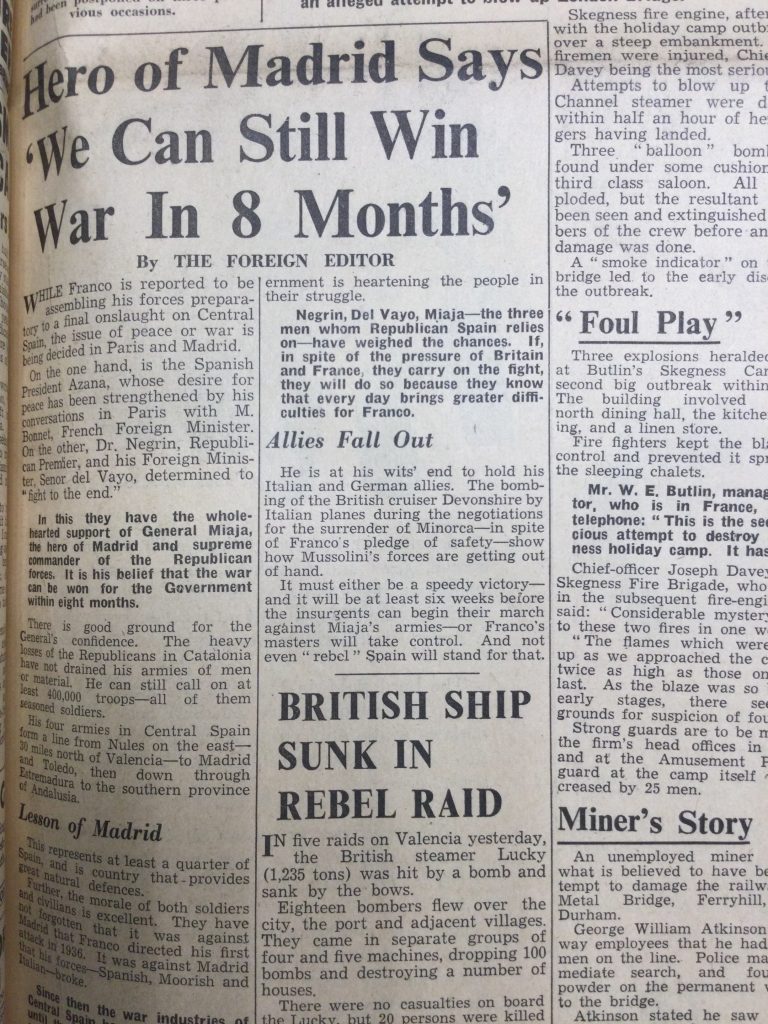 had been postponed on three p
vious occasions.
an alleged attempt to blow up London Bridge.
Hero of Madrid Says
'We Can Still Win
War In 8 Months'
By THE FOREIGN EDITOR
WHILE Franco is reported to be
assembling his forces prepara-
tory to a final onslaught on Central
Spain, the issue of peace or war is
being decided in Paris and Madrid.
On the one hand, is the Spanish
President Azana, whose desire for
peace has been strengthened by his
conversations in Paris with M.
Bonnet, French Foreign Minister.
On the other, Dr. Negrin, Republi-
can Premier, and his Foreign Minis-
ter, Senor del Vayo, determined to
"fight to the end."
In this they have the whole-
hearted support of General Miaja,
the hero of Madrid and supreme
commander of the Republican
forces. It is his belief that the war
can be won for the Government
within eight months.
There is good ground for the
General's confidence. The heavy
losses of the Republicans in Catalonia
have not drained his armies of men
or material. He can still call on at
least 400,000 troops—all of them
seasoned soldiers.
His four armies in Central Spain
form a line from Nules on the east—
30 miles north of Valencia—to Madrid
and Toledo, then down through
Estremadura to the southern province
of Andalusia.
Lesson of Madrid
This represents at least a quarter of
Spain, and is country that provides
great natural defences.
Further, the morale of both soldiers
and civilians is excellent. They have
not forgotten that it was against
Madrid that Franco directed his first
attack in 1936. It was against Madrid
that his forces—Spanish, Moorish and
Italian—broke.
Since then the war industries of
Central Spain
ernment is heartening the people in
their struggle.
Negrin, Del Vayo, Miaja—the three
men whom Republican Spain relies
on—have weighed the chances. If,
in spite of the pressure of Britain
and France, they carry on the fight,
they will do so because they know
that every day brings greater diffi-
culties for Franco.
Allies Fall Out
He is at his wits' end to hold his
Italian and German allies. The bomb-
ing of the British cruiser Devonshire by
Italian planes during the negotiations
for the surrender of Minorca—in spite
of Franco's pledge of safety—show
how Mussolini's forces are getting out
of hand.
It must either be a speedy victory—
and it will be at least six weeks before
the insurgents can begin their march
against Miaja's armies—or Franco's
masters will take control. And not
even "rebel" Spain will stand for that.
BRITISH SHIP
SUNK IN
REBEL RAID
IN five raids on Valencia yesterday,
the British steamer Lucky
(1,235 tons) was hit by a bomb and
sank by the bows.
Eighteen bombers flew over the
city, the port and adjacent villages.
They came in separate groups of
four and five machines, dropping 100
bombs and destroying a number of
houses.
There were no casualties on board
the Lucky, but 20 persons were killed
Skegness fire engine, after
with the holiday camp outb
over a steep embankment.
firemen were injured, Chie
Davey being the most seriou
Attempts to blow up t
Channel steamer were d
within half an hour of he
gers having landed.
Three "balloon" bomb
found under some cushion
third class saloon. All
ploded, but the resultant
been seen and extinguished
bers of the crew before an
damage was done.
A "smoke indicator" on
bridge led to the early disc
the outbreak.
"Foul Play"
Three explosions heralded
at Butlin's Skegness Cam
second big outbreak within
The building involved
north dining hall, the kitchen
ing, and a linen store.
Fire fighters kept the bla
control and prevented it spr
the sleeping chalets.
Mr. W. E. Butlin, manag
tor, who is in France,
telephone: "This is the sec
cious attempt to destroy
ness holiday camp. It has
Chief-officer Joseph Davey
Skegness Fire Brigade, who
in the subsequent fire-engi
said: "Considerable mystery
to these two fires in one we
"The flames which were
up as we approached the c
twice as high as those on
last. As the blaze was so
early stages, there see
grounds for suspicion of fou
Strong guards are to be m
the firm's head offices in
and at the Amusement P
guard at the camp itself
creased by 25 men.
Miner's Story
An unemployed miner
what is believed to have be
tempt to damage the railw
Metal Bridge, Ferryhill,
Durham.
George William Atkinson
way employees that he had
men on the line. Police ma
mediate search, and fou
powder on the permanent w
to the bridge.
Atkinson stated he saw